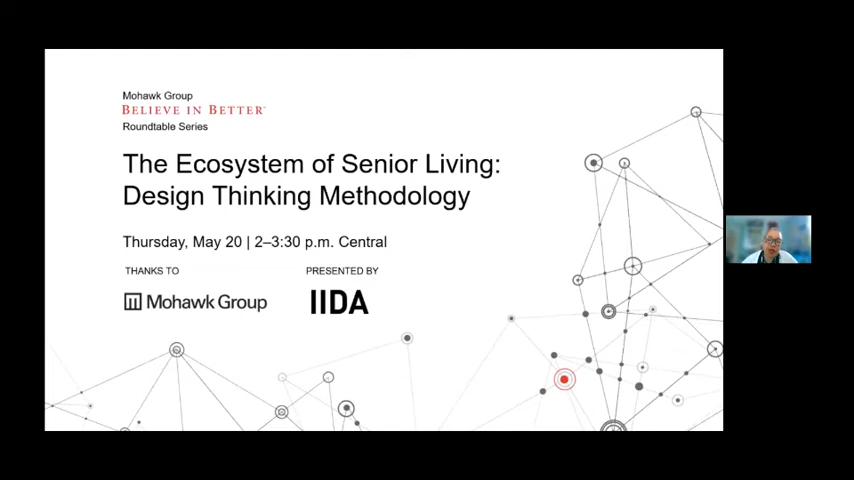 Mohawk Group
BELIEVE IN BETTER
Roundtable Series
The Ecosystem of Senior Living:
Design Thinking Methodology
Thursday, May 20 | 2–3:30 p.m. Central
THANKS TO
PRESENTED BY
Mohawk Group
IIDA